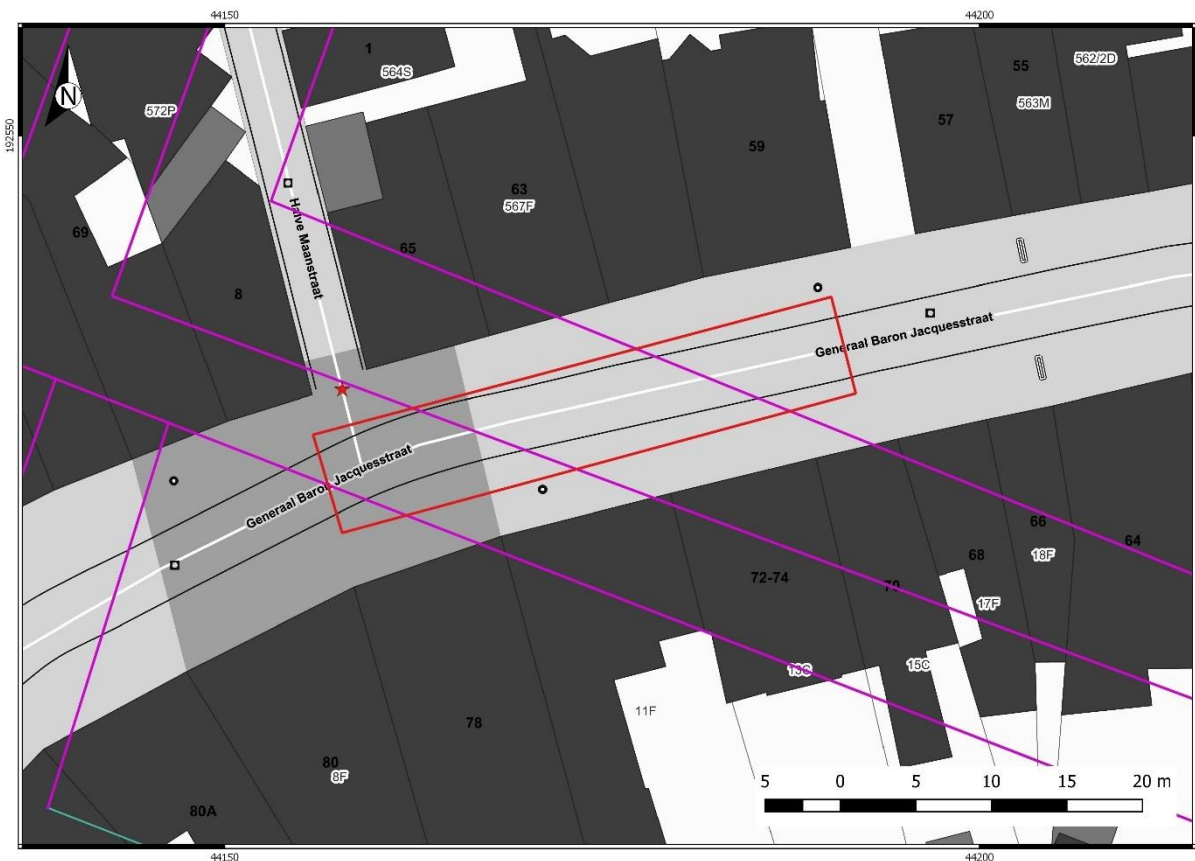 44150
44200
192550
N
1
564S
572P
55
562/2D
563M
57
59
63
567F
Halve Maanstraat
69
65
8
Generaal Baron Jacquesstraat
Generaal Baron Jacquesstraat
66
18F
64
68
72-74
70
17F
13C
15C
11F
78
80
8F
80A
5 0 5 10 15 20 m
44150
44200